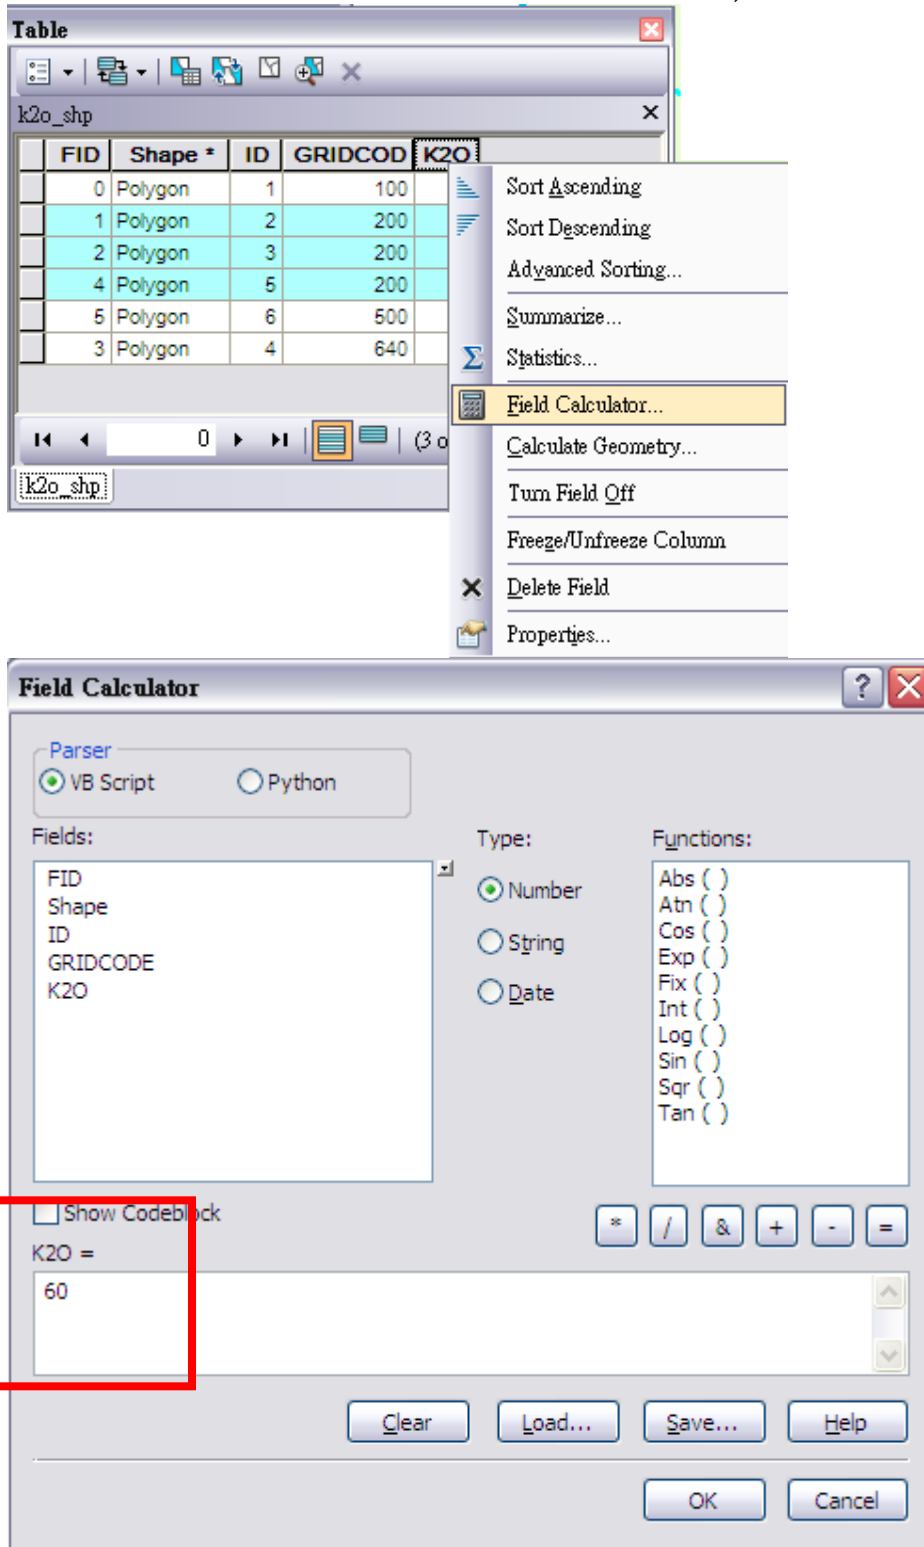 Table
k2o_shp
FID Shape * ID GRIDCOD K2O
0 Polygon 1 100
1 Polygon 2 200
2 Polygon 3 200
4 Polygon 5 200
5 Polygon 6 500
3 Polygon 4 640
0 (3 o
k2o_shp
Sort Ascending
Sort Descending
Advanced Sorting...
Summarize...
Statistics...
Field Calculator...
Calculate Geometry...
Turn Field Off
Freeze/Unfreeze Column
Delete Field
Properties...
Field Calculator
Parser
VB Script Python
Fields: Type: Functions:
FID
Shape
ID
GRIDCODE
K2O
Number
String
Date
Abs ( )
Atn ( )
Cos ( )
Exp ( )
Fix ( )
Int ( )
Log ( )
Sin ( )
Sqr ( )
Tan ( )
Show Codeblock
* / & + - =
K2O =
60
Clear Load... Save... Help
OK Cancel